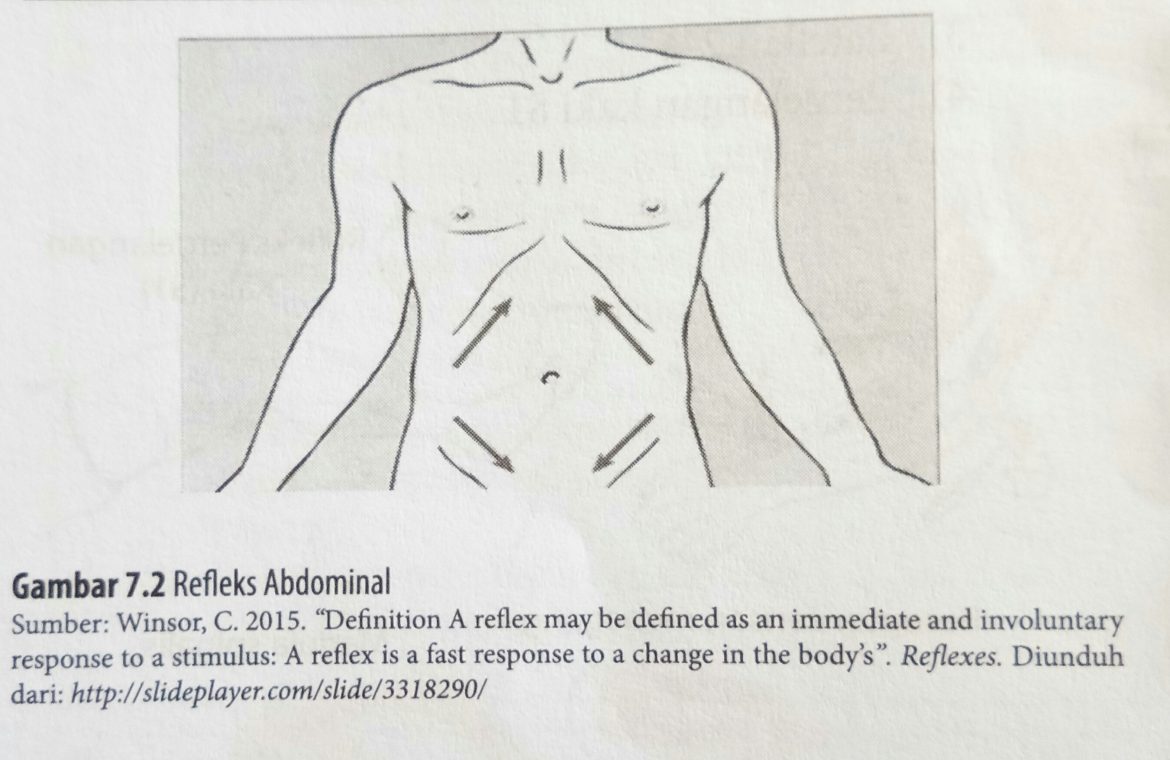 Gambar 7.2 Refleks Abdominal
Sumber: Winsor, C. 2015. “Definition A reflex may be defined as an immediate and involuntary
response to a stimulus: A reflex is a fast response to a change in the body’s”. Reflexes. Diunduh
dari: http://slideplayer.com/slide/3318290/